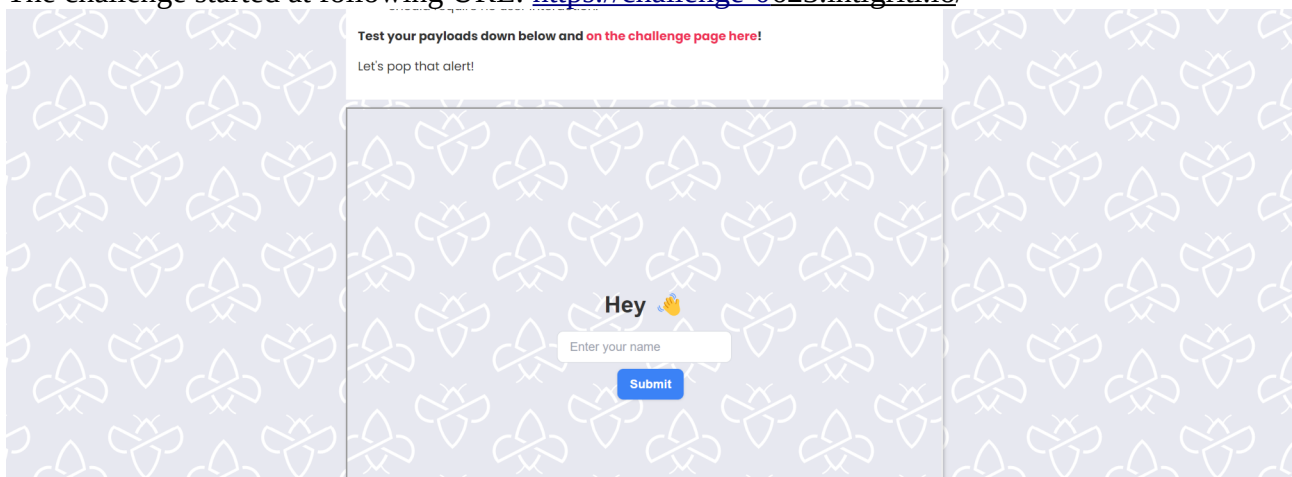 The challenge started at following URL: https://challenge-0623.intigriti.io/
Test your payloads down below and on the challenge page here!
Let's pop that alert!
Hey 👋
Enter your name
Submit